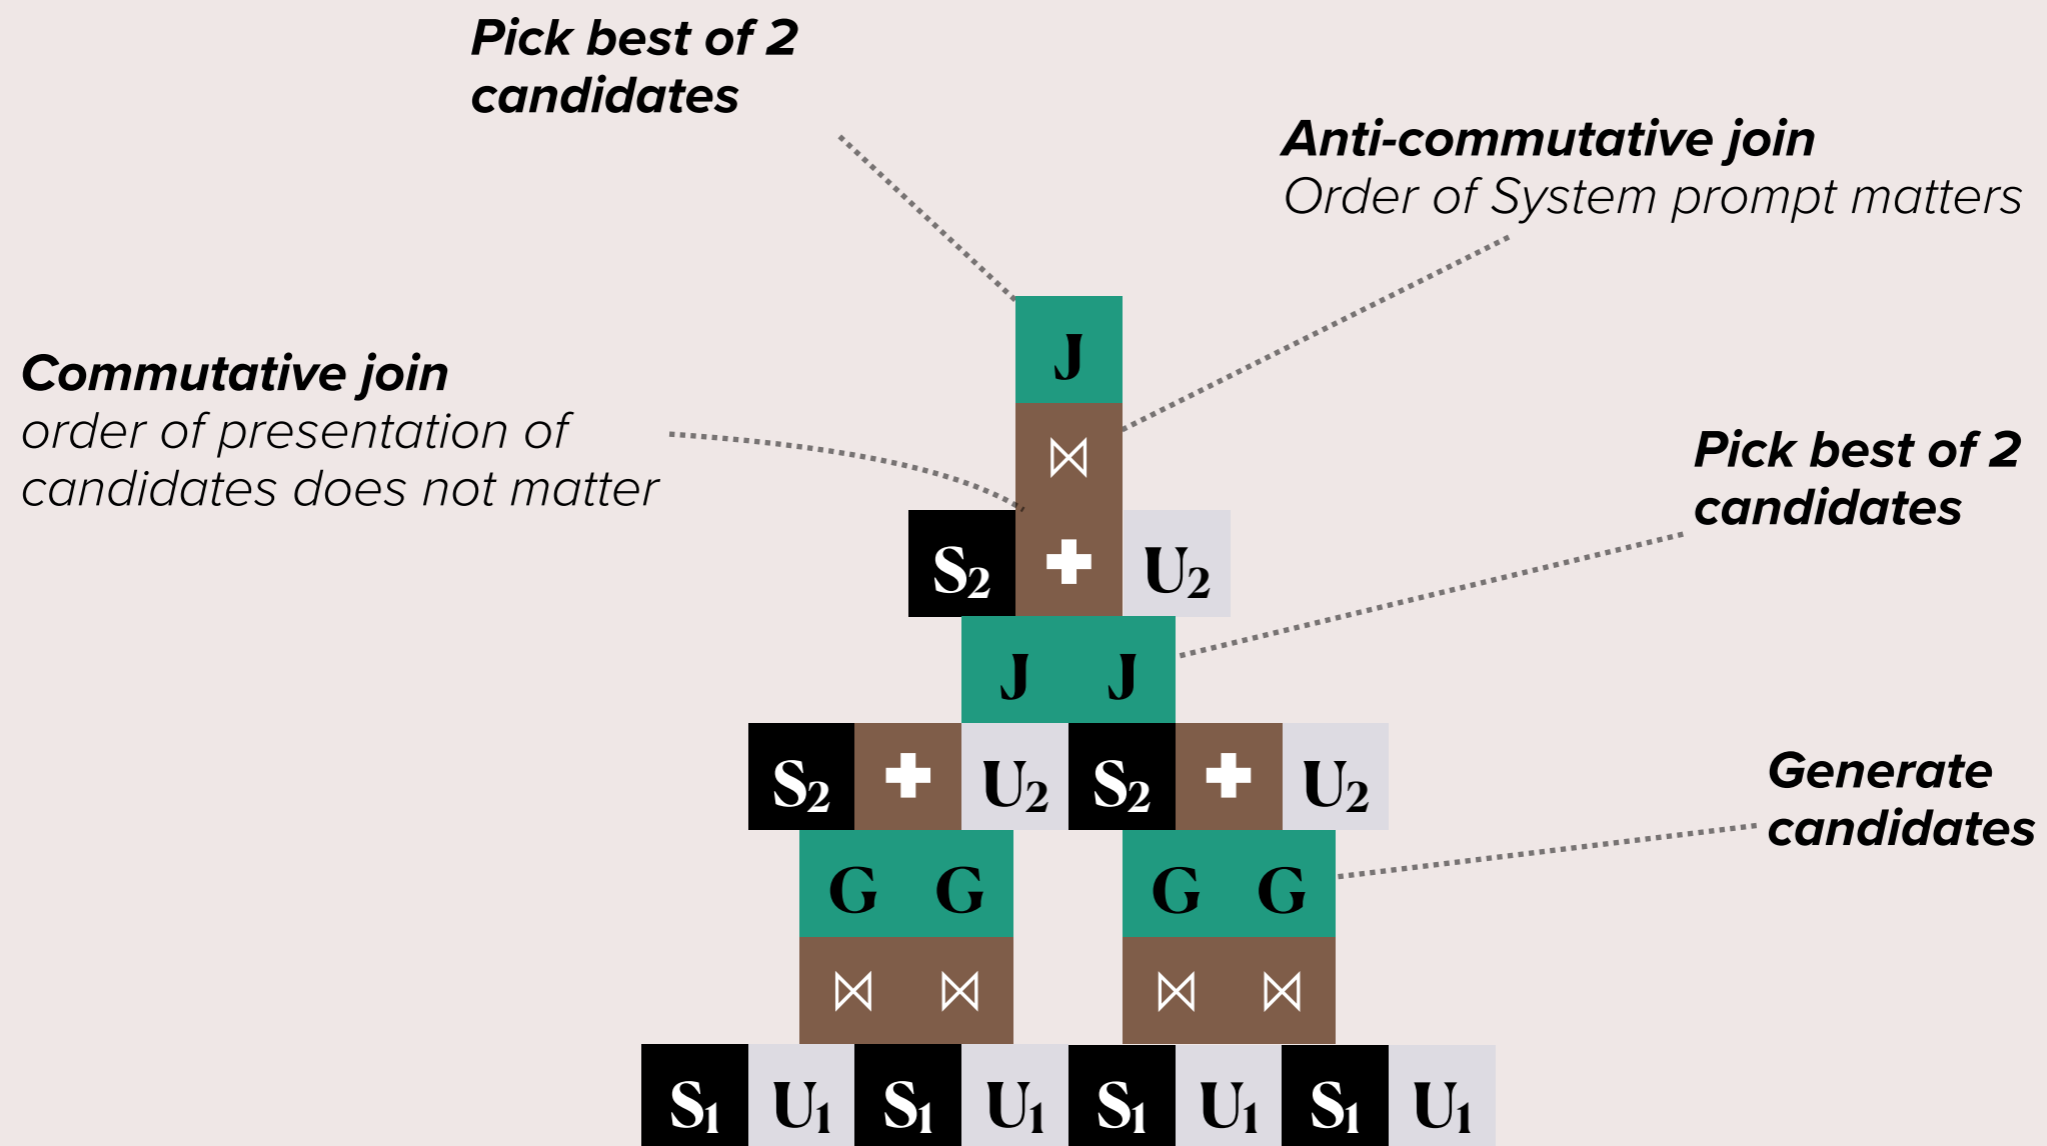 Pick best of 2
candidates
Anti-commutative join
Order of System prompt matters
J
Commutative join
order of presentation of
candidates does not matter
⋈
Pick best of 2
candidates
S₂ ✚ U₂
J J
S₂ ✚ U₂ S₂ ✚ U₂
Generate
candidates
G G G G
⋈ ⋈ ⋈ ⋈
S₁ U₁ S₁ U₁ S₁ U₁ S₁ U₁